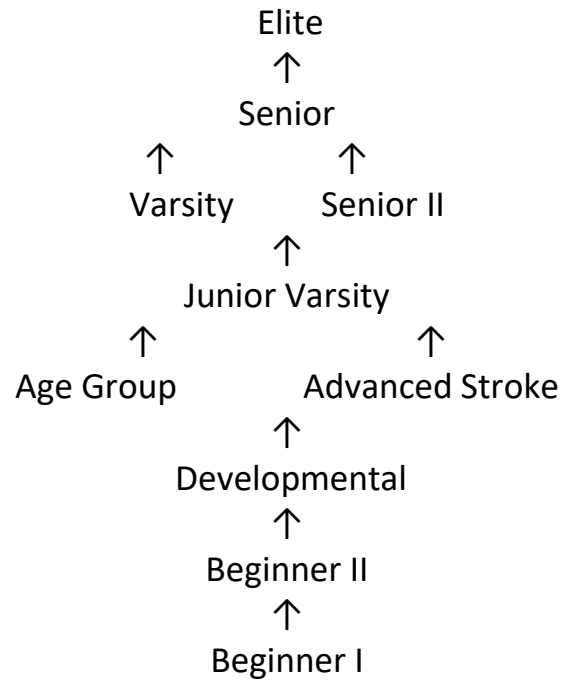 Elite
↑
Senior
↑ ↑
Varsity Senior II
↑
Junior Varsity
↑ ↑
Age Group Advanced Stroke
↑
Developmental
↑
Beginner II
↑
Beginner I